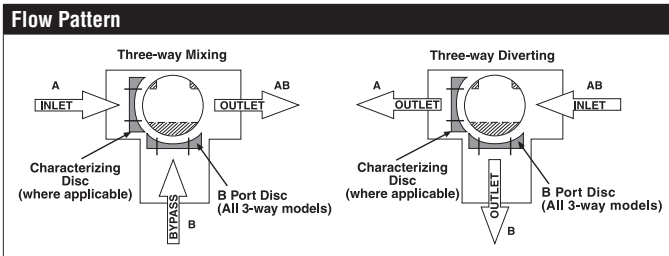 Flow Pattern
Three-way Mixing
A
INLET
AB
OUTLET
Characterizing
Disc
(where applicable)
BYPASS
B
B Port Disc
(All 3-way models)
Three-way Diverting
A
OUTLET
AB
INLET
Characterizing
Disc
(where applicable)
OUTLET
B
B Port Disc
(All 3-way models)